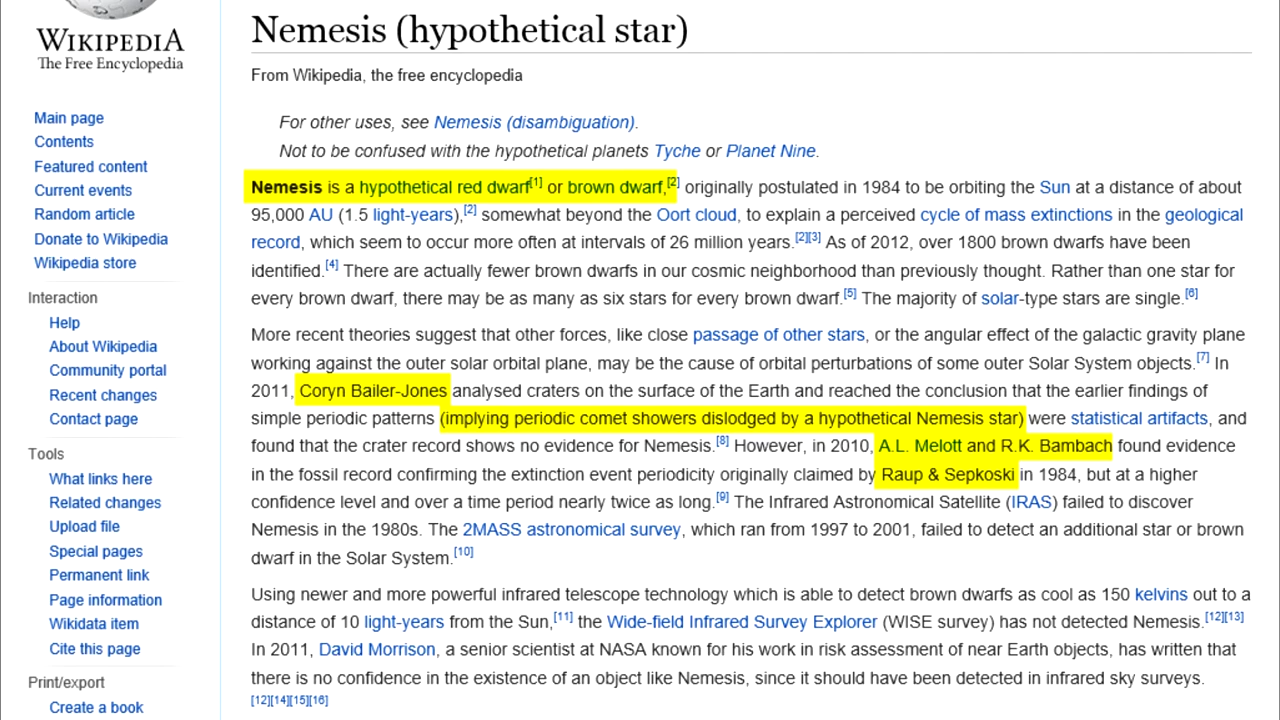 WIKIPEDIA
The Free Encyclopedia
Main page
Contents
Featured content
Current events
Random article
Donate to Wikipedia
Wikipedia store
Interaction
Help
About Wikipedia
Community portal
Recent changes
Contact page
Tools
What links here
Related changes
Upload file
Special pages
Permanent link
Page information
Wikidata item
Cite this page
Print/export
Create a book
Nemesis (hypothetical star)
From Wikipedia, the free encyclopedia
For other uses, see Nemesis (disambiguation).
Not to be confused with the hypothetical planets Tyche or Planet Nine.
Nemesis is a hypothetical red dwarf[1] or brown dwarf,[2] originally postulated in 1984 to be orbiting the Sun at a distance of about
95,000 AU (1.5 light-years),[2] somewhat beyond the Oort cloud, to explain a perceived cycle of mass extinctions in the geological
record, which seem to occur more often at intervals of 26 million years.[2][3] As of 2012, over 1800 brown dwarfs have been
identified.[4] There are actually fewer brown dwarfs in our cosmic neighborhood than previously thought. Rather than one star for
every brown dwarf, there may be as many as six stars for every brown dwarf.[5] The majority of solar-type stars are single.[6]
More recent theories suggest that other forces, like close passage of other stars, or the angular effect of the galactic gravity plane
working against the outer solar orbital plane, may be the cause of orbital perturbations of some outer Solar System objects.[7] In
2011, Coryn Bailer-Jones analysed craters on the surface of the Earth and reached the conclusion that the earlier findings of
simple periodic patterns (implying periodic comet showers dislodged by a hypothetical Nemesis star) were statistical artifacts, and
found that the crater record shows no evidence for Nemesis.[8] However, in 2010, A.L. Melott and R.K. Bambach found evidence
in the fossil record confirming the extinction event periodicity originally claimed by Raup & Sepkoski in 1984, but at a higher
confidence level and over a time period nearly twice as long.[9] The Infrared Astronomical Satellite (IRAS) failed to discover
Nemesis in the 1980s. The 2MASS astronomical survey, which ran from 1997 to 2001, failed to detect an additional star or brown
dwarf in the Solar System.[10]
Using newer and more powerful infrared telescope technology which is able to detect brown dwarfs as cool as 150 kelvins out to a
distance of 10 light-years from the Sun,[11] the Wide-field Infrared Survey Explorer (WISE survey) has not detected Nemesis.[12][13]
In 2011, David Morrison, a senior scientist at NASA known for his work in risk assessment of near Earth objects, has written that
there is no confidence in the existence of an object like Nemesis, since it should have been detected in infrared sky surveys.
[12][14][15][16]